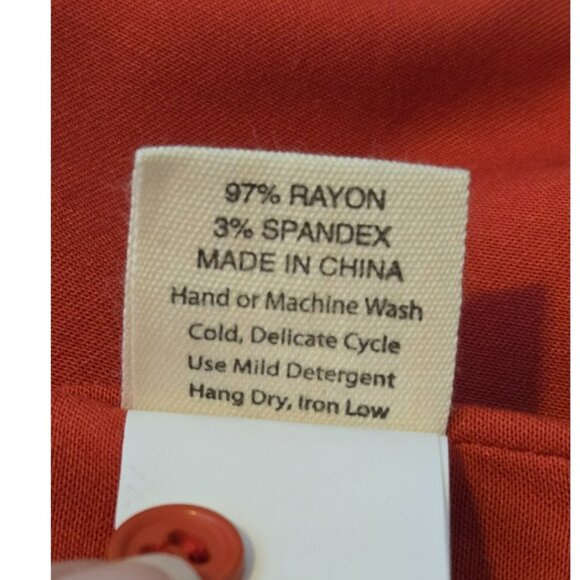 97% RAYON
3% SPANDEX
MADE IN CHINA
Hand or Machine Wash
Cold, Delicate Cycle
Use Mild Detergent
Hang Dry, Iron Low